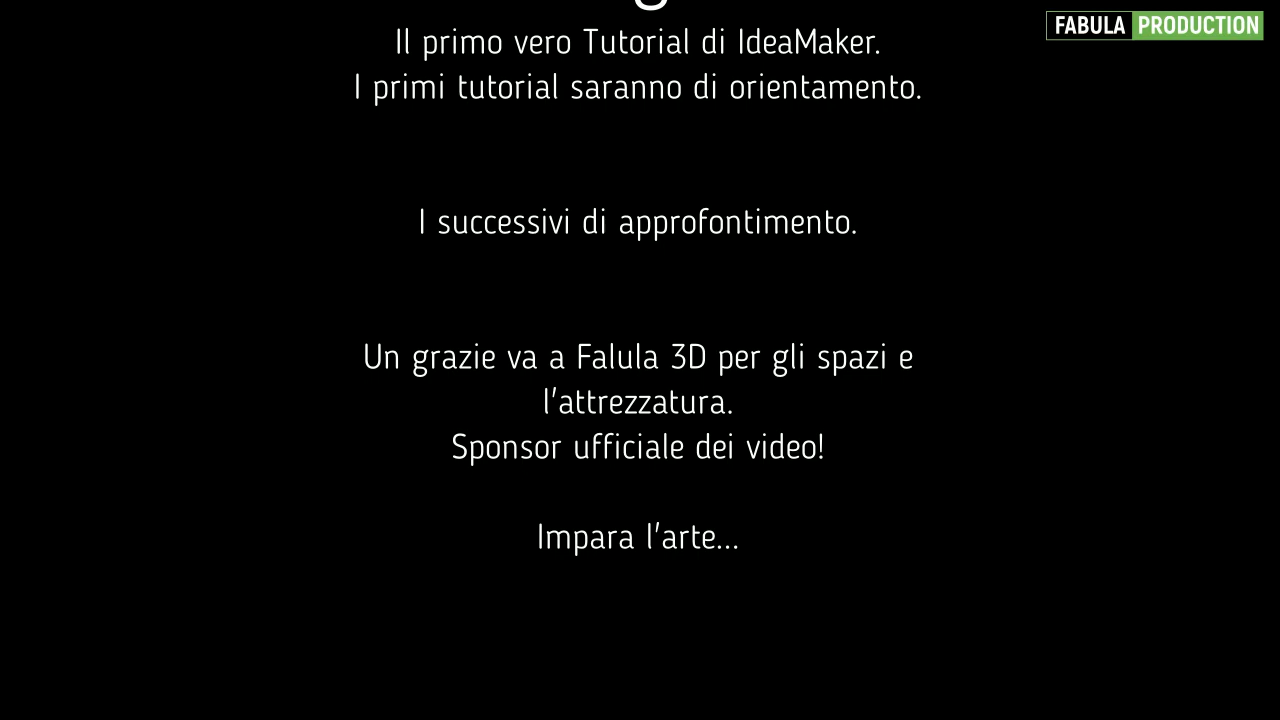 FABULA PRODUCTION
Il primo vero Tutorial di IdeaMaker.
I primi tutorial saranno di orientamento.
I successivi di approfontimento.
Un grazie va a Falula 3D per gli spazi e
l'attrezzatura.
Sponsor ufficiale dei video!
Impara l'arte...